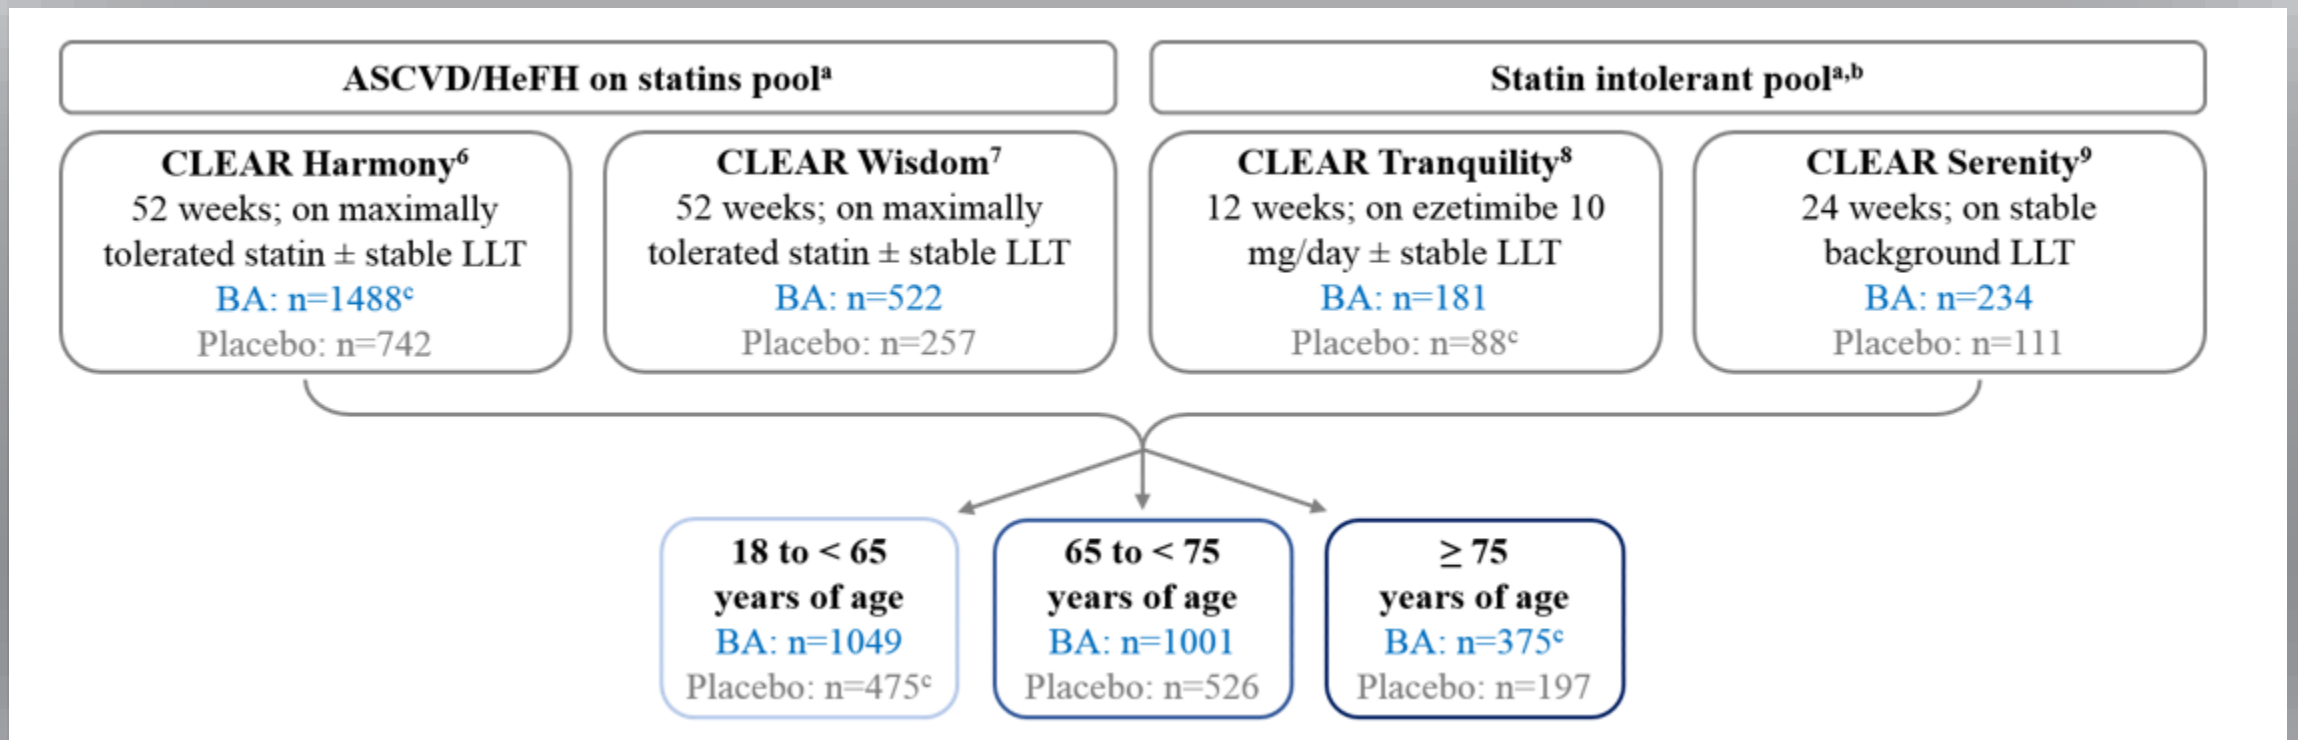 ASCVD/HeFH on statins poolᵃ
Statin intolerant poolᵃ,ᵇ
CLEAR Harmony⁶
52 weeks; on maximally
tolerated statin ± stable LLT
BA: n=1488ᶜ
Placebo: n=742
CLEAR Wisdom⁷
52 weeks; on maximally
tolerated statin ± stable LLT
BA: n=522
Placebo: n=257
CLEAR Tranquility⁸
12 weeks; on ezetimibe 10
mg/day ± stable LLT
BA: n=181
Placebo: n=88ᶜ
CLEAR Serenity⁹
24 weeks; on stable
background LLT
BA: n=234
Placebo: n=111
18 to < 65
years of age
BA: n=1049
Placebo: n=475ᶜ
65 to < 75
years of age
BA: n=1001
Placebo: n=526
≥ 75
years of age
BA: n=375ᶜ
Placebo: n=197